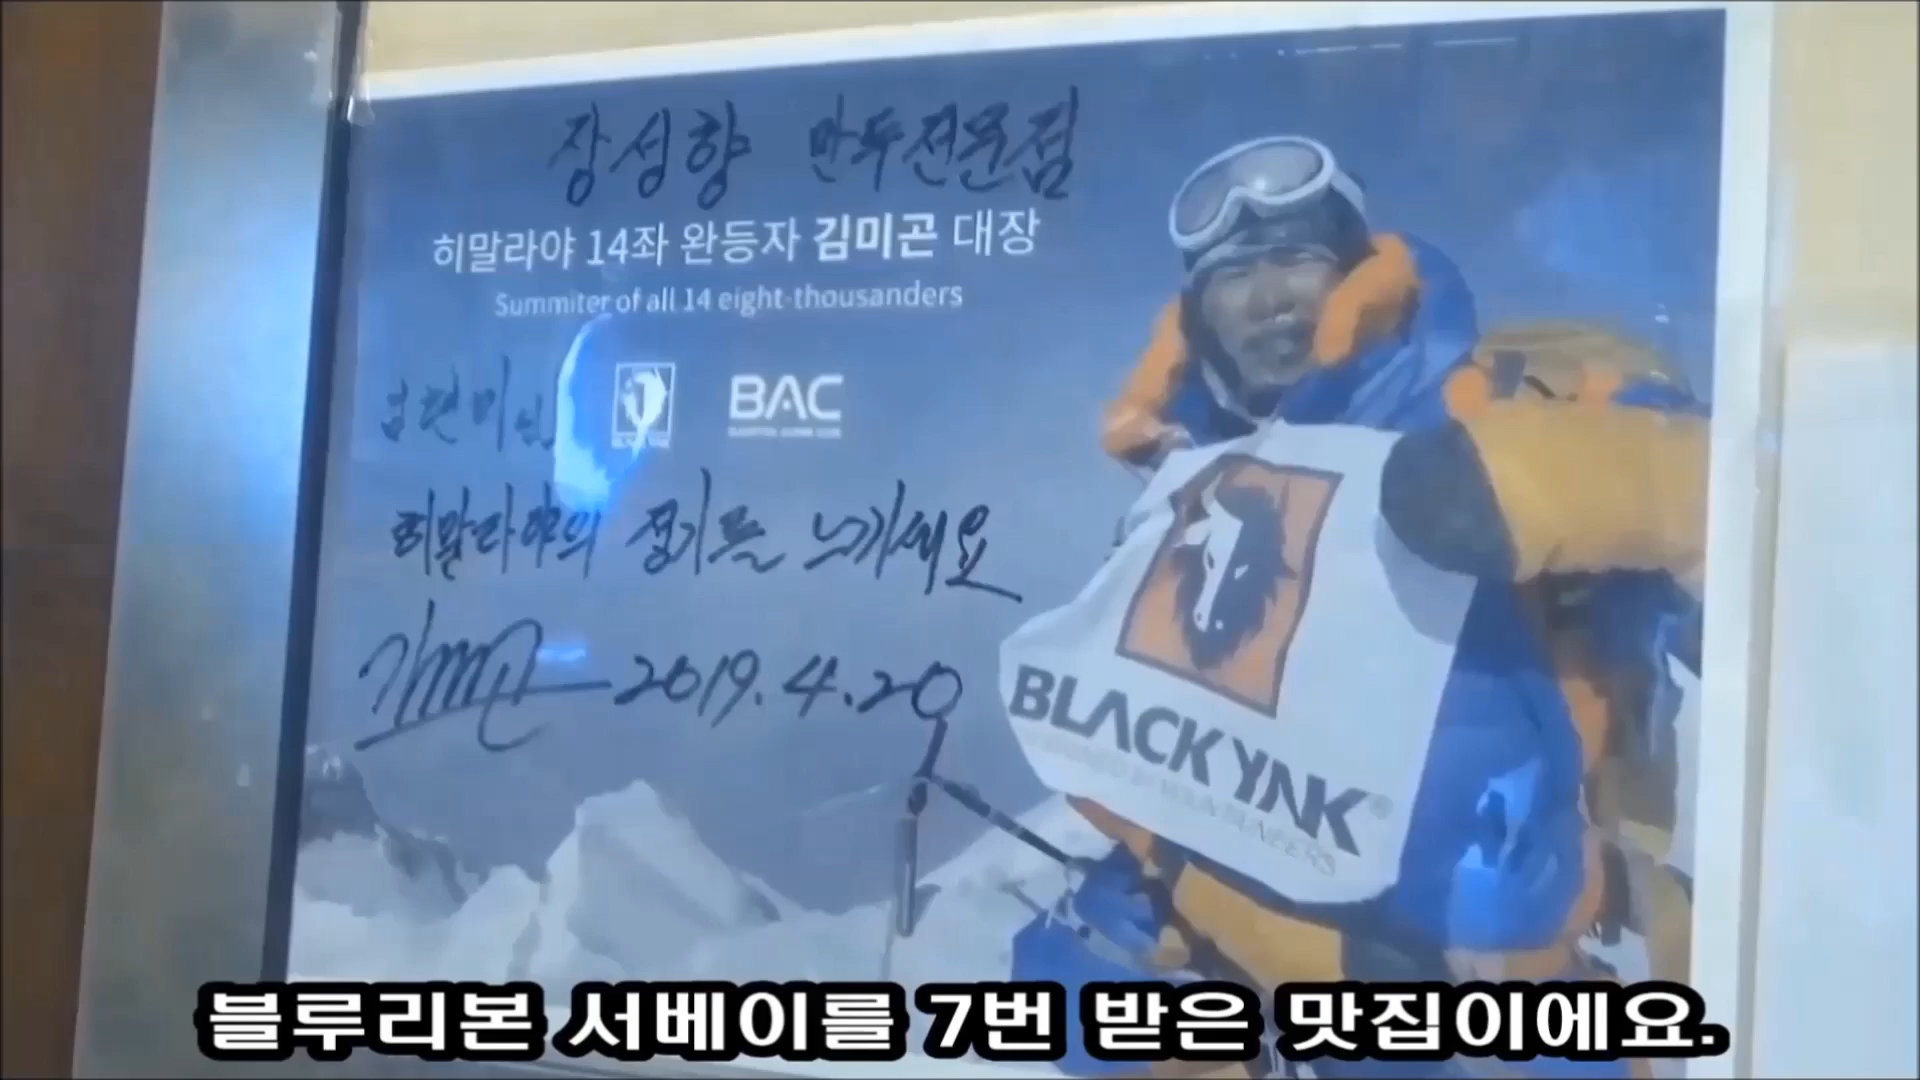 장성향 만두전문점
히말라야 14좌 완등자 김미곤 대장
Summiter of all 14 eight-thousanders
BLACK YAK
BAC
히말라야의 정기를 느끼세요
2019.4.20
BLACK YAK®
블루리본 서베이를 7번 받은 맛집이에요.